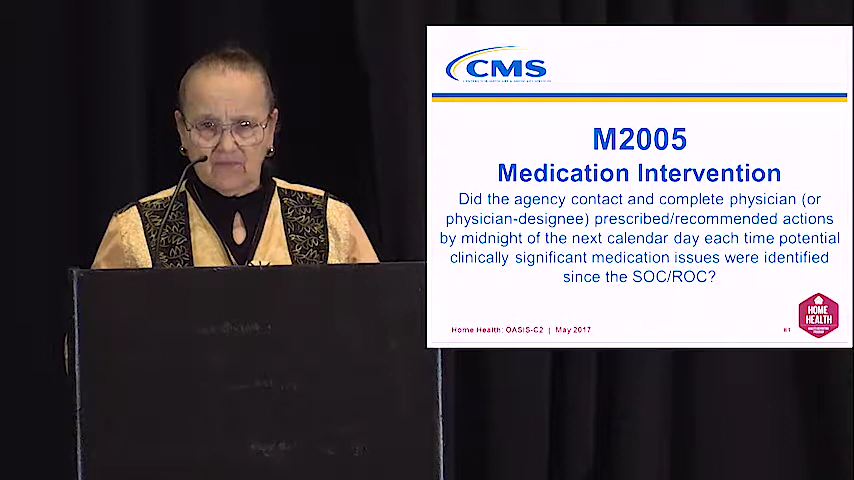 CMS
M2005
Medication Intervention
Did the agency contact and complete physician (or
physician-designee) prescribed/recommended actions
by midnight of the next calendar day each time potential
clinically significant medication issues were identified
since the SOC/ROC?
HOME
HEALTH
Home Health: OASIS-C2 | May 2017